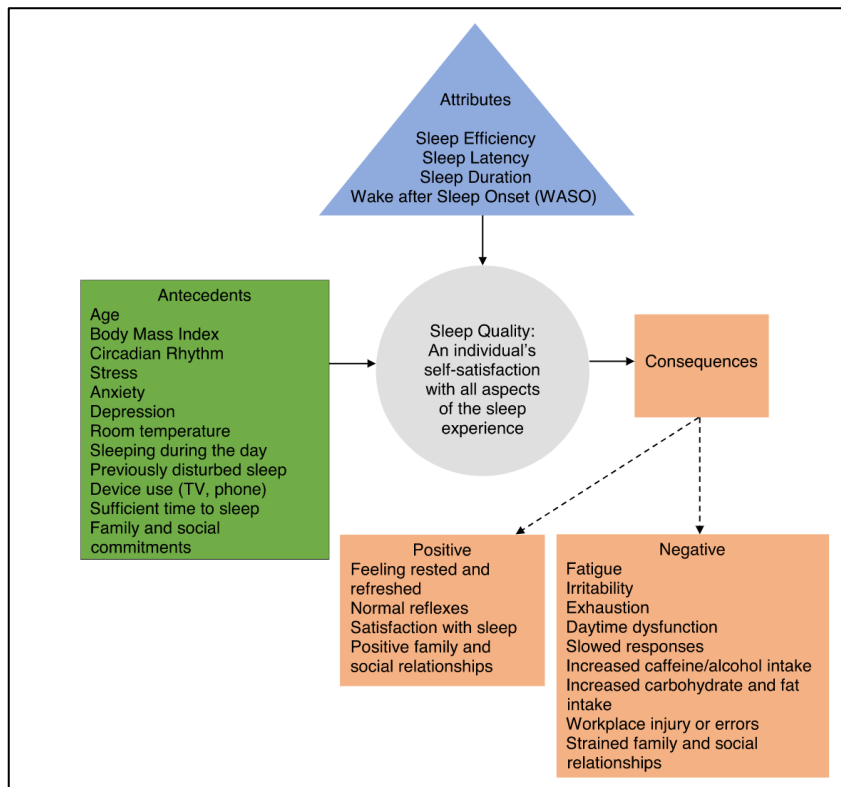 Attributes
Sleep Efficiency
Sleep Latency
Sleep Duration
Wake after Sleep Onset (WASO)
Antecedents
Age
Body Mass Index
Circadian Rhythm
Stress
Anxiety
Depression
Room temperature
Sleeping during the day
Previously disturbed sleep
Device use (TV, phone)
Sufficient time to sleep
Family and social
commitments
Sleep Quality:
An individual’s
self-satisfaction
with all aspects
of the sleep
experience
Consequences
Positive
Feeling rested and
refreshed
Normal reflexes
Satisfaction with sleep
Positive family and
social relationships
Negative
Fatigue
Irritability
Exhaustion
Daytime dysfunction
Slowed responses
Increased caffeine/alcohol intake
Increased carbohydrate and fat
intake
Workplace injury or errors
Strained family and social
relationships